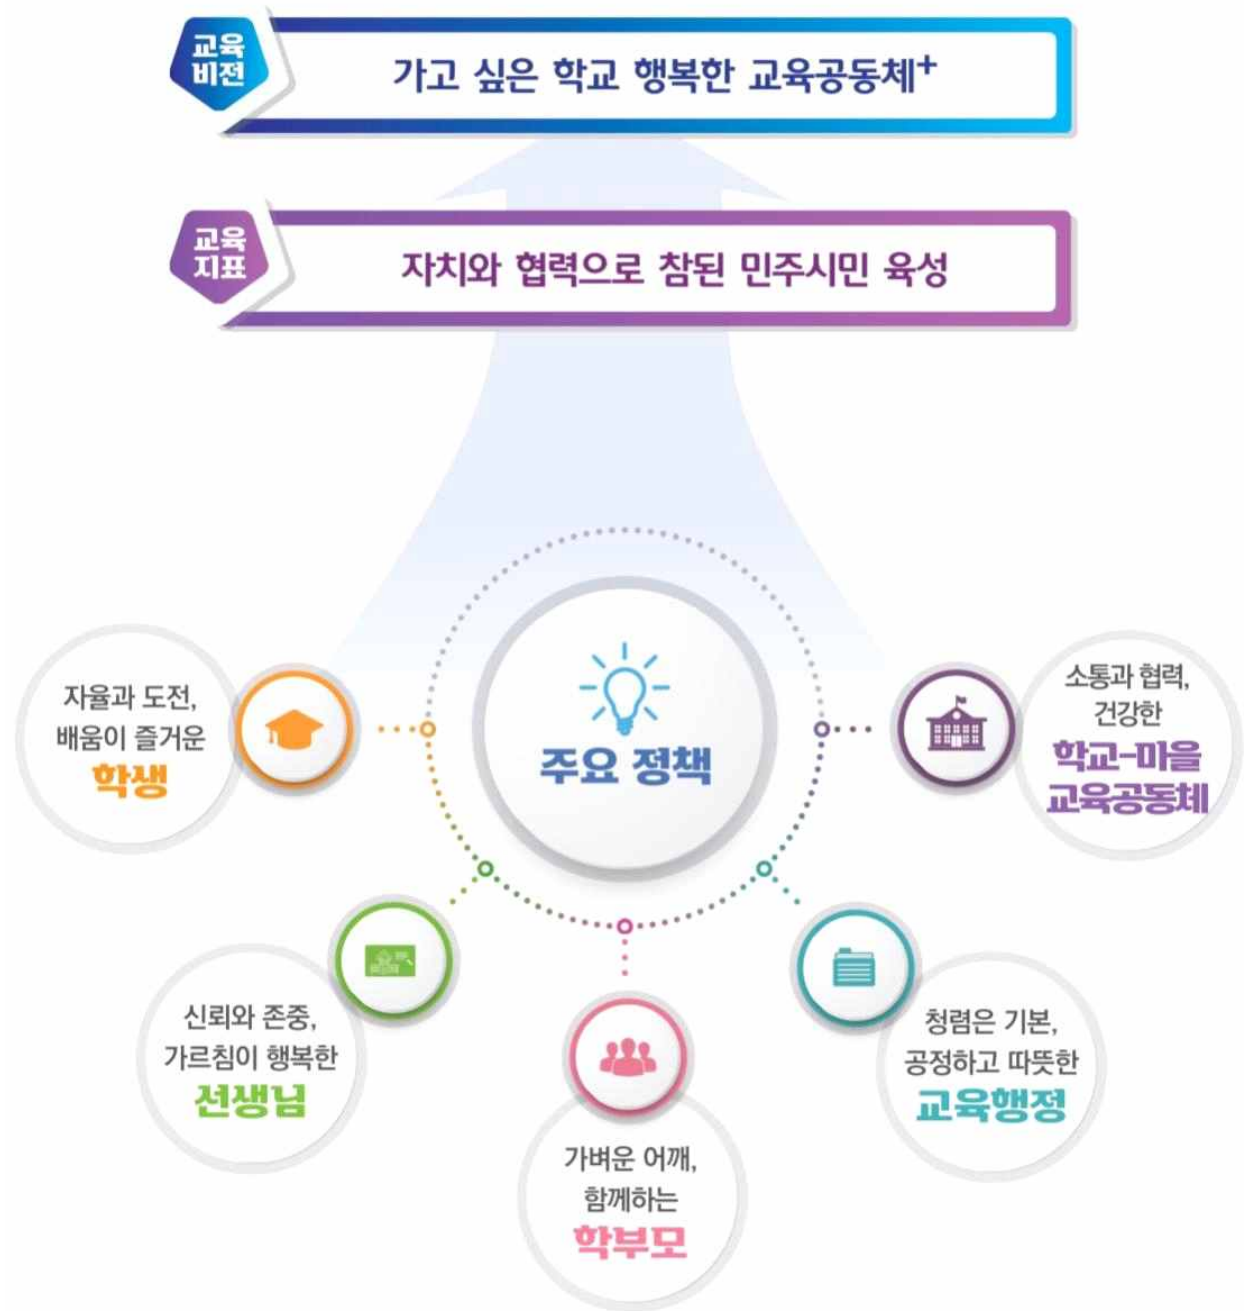 교육
비전
가고 싶은 학교 행복한 교육공동체+
교육
지표
자치와 협력으로 참된 민주시민 육성
주요 정책
자율과 도전,
배움이 즐거운
학생
신뢰와 존중,
가르침이 행복한
선생님
가벼운 어깨,
함께하는
학부모
청렴은 기본,
공정하고 따뜻한
교육행정
소통과 협력,
건강한
학교-마을
교육공동체